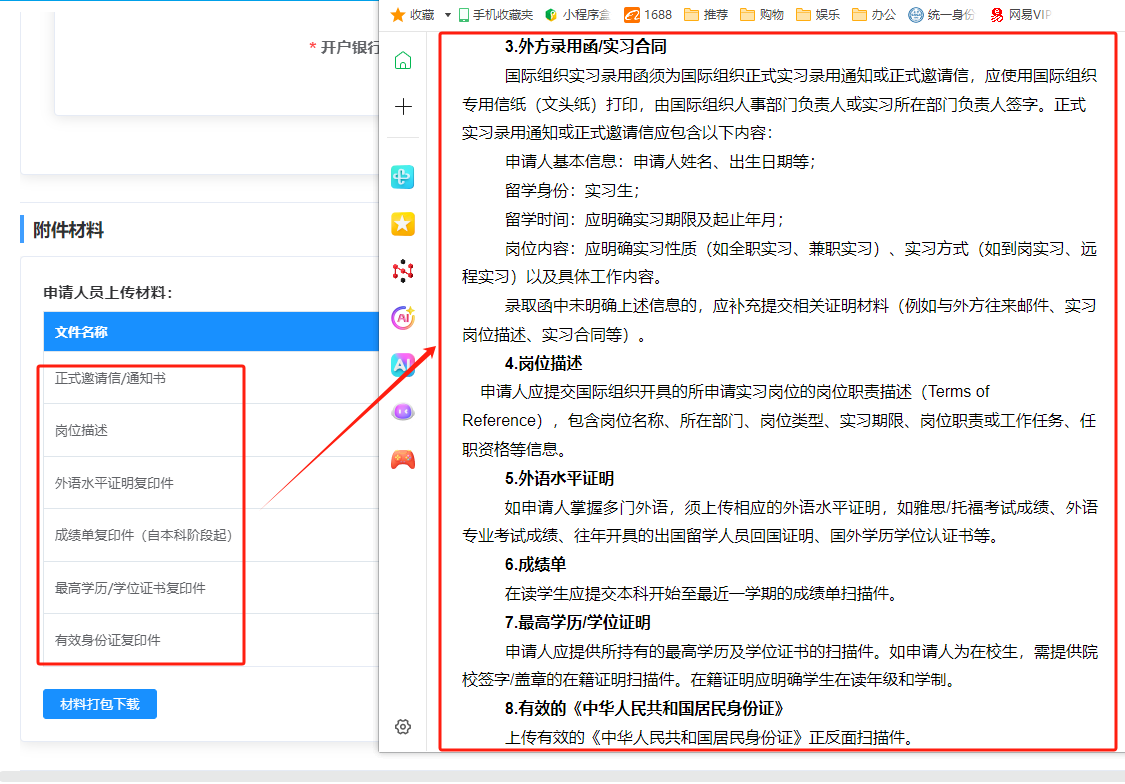 收藏
手机收藏夹
小程序盒
1688
推荐
购物
娱乐
办公
统一身份
网易VIP
* 开户银行
附件材料
申请人员上传材料：
文件名称
正式邀请信/通知书
岗位描述
外语水平证明复印件
成绩单复印件（自本科阶段起）
最高学历/学位证书复印件
有效身份证复印件
材料打包下载
AI
AI
3.外方录用函/实习合同
国际组织实习录用函须为国际组织正式实习录用通知或正式邀请信，应使用国际组织
专用信纸（文头纸）打印，由国际组织人事部门负责人或实习所在部门负责人签字。正式
实习录用通知或正式邀请信应包含以下内容：
申请人基本信息：申请人姓名、出生日期等；
留学身份：实习生；
留学时间：应明确实习期限及起止年月；
岗位内容：应明确实习性质（如全职实习、兼职实习）、实习方式（如到岗实习、远
程实习）以及具体工作内容。
录取函中未明确上述信息的，应补充提交相关证明材料（例如与外方往来邮件、实习
岗位描述、实习合同等）。
4.岗位描述
申请人应提交国际组织开具的所申请实习岗位的岗位职责描述（Terms of
Reference），包含岗位名称、所在部门、岗位类型、实习期限、岗位职责或工作任务、任
职资格等信息。
5.外语水平证明
如申请人掌握多门外语，须上传相应的外语水平证明，如雅思/托福考试成绩、外语
专业考试成绩、往年开具的出国留学人员回国证明、国外学历学位认证书等。
6.成绩单
在读学生应提交本科开始至最近一学期的成绩单扫描件。
7.最高学历/学位证明
申请人应提供所持有的最高学历及学位证书的扫描件。如申请人为在校生，需提供院
校签字/盖章的在籍证明扫描件。在籍证明应明确学生在读年级和学制。
8.有效的《中华人民共和国居民身份证》
上传有效的《中华人民共和国居民身份证》正反面扫描件。